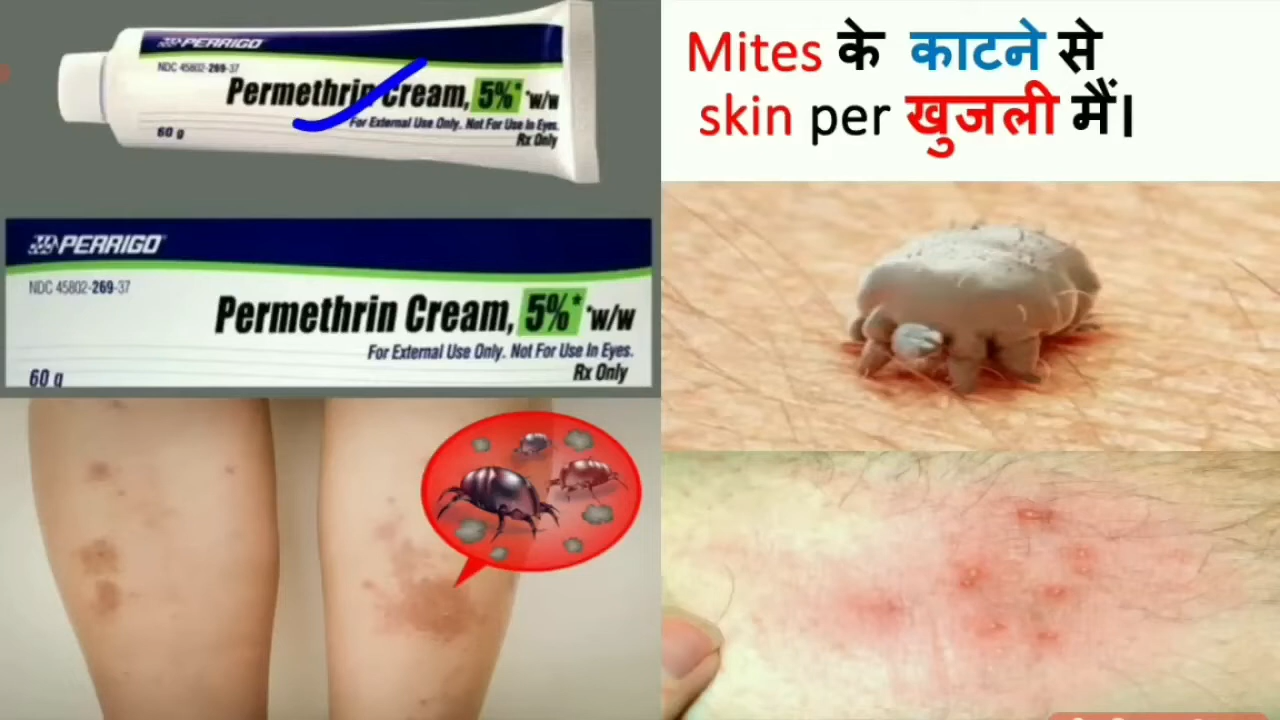 PERRIGO
NDC 45802-269-37
Permethrin Cream, 5%* w/w
For External Use Only. Not For Use In Eyes.
Rx Only
60 g
PERRIGO
NDC 45802-269-37
Permethrin Cream, 5%* *w/w
For External Use Only. Not For Use In Eyes.
Rx Only
60 g
Mites के काटने से
skin per खुजली मैं।